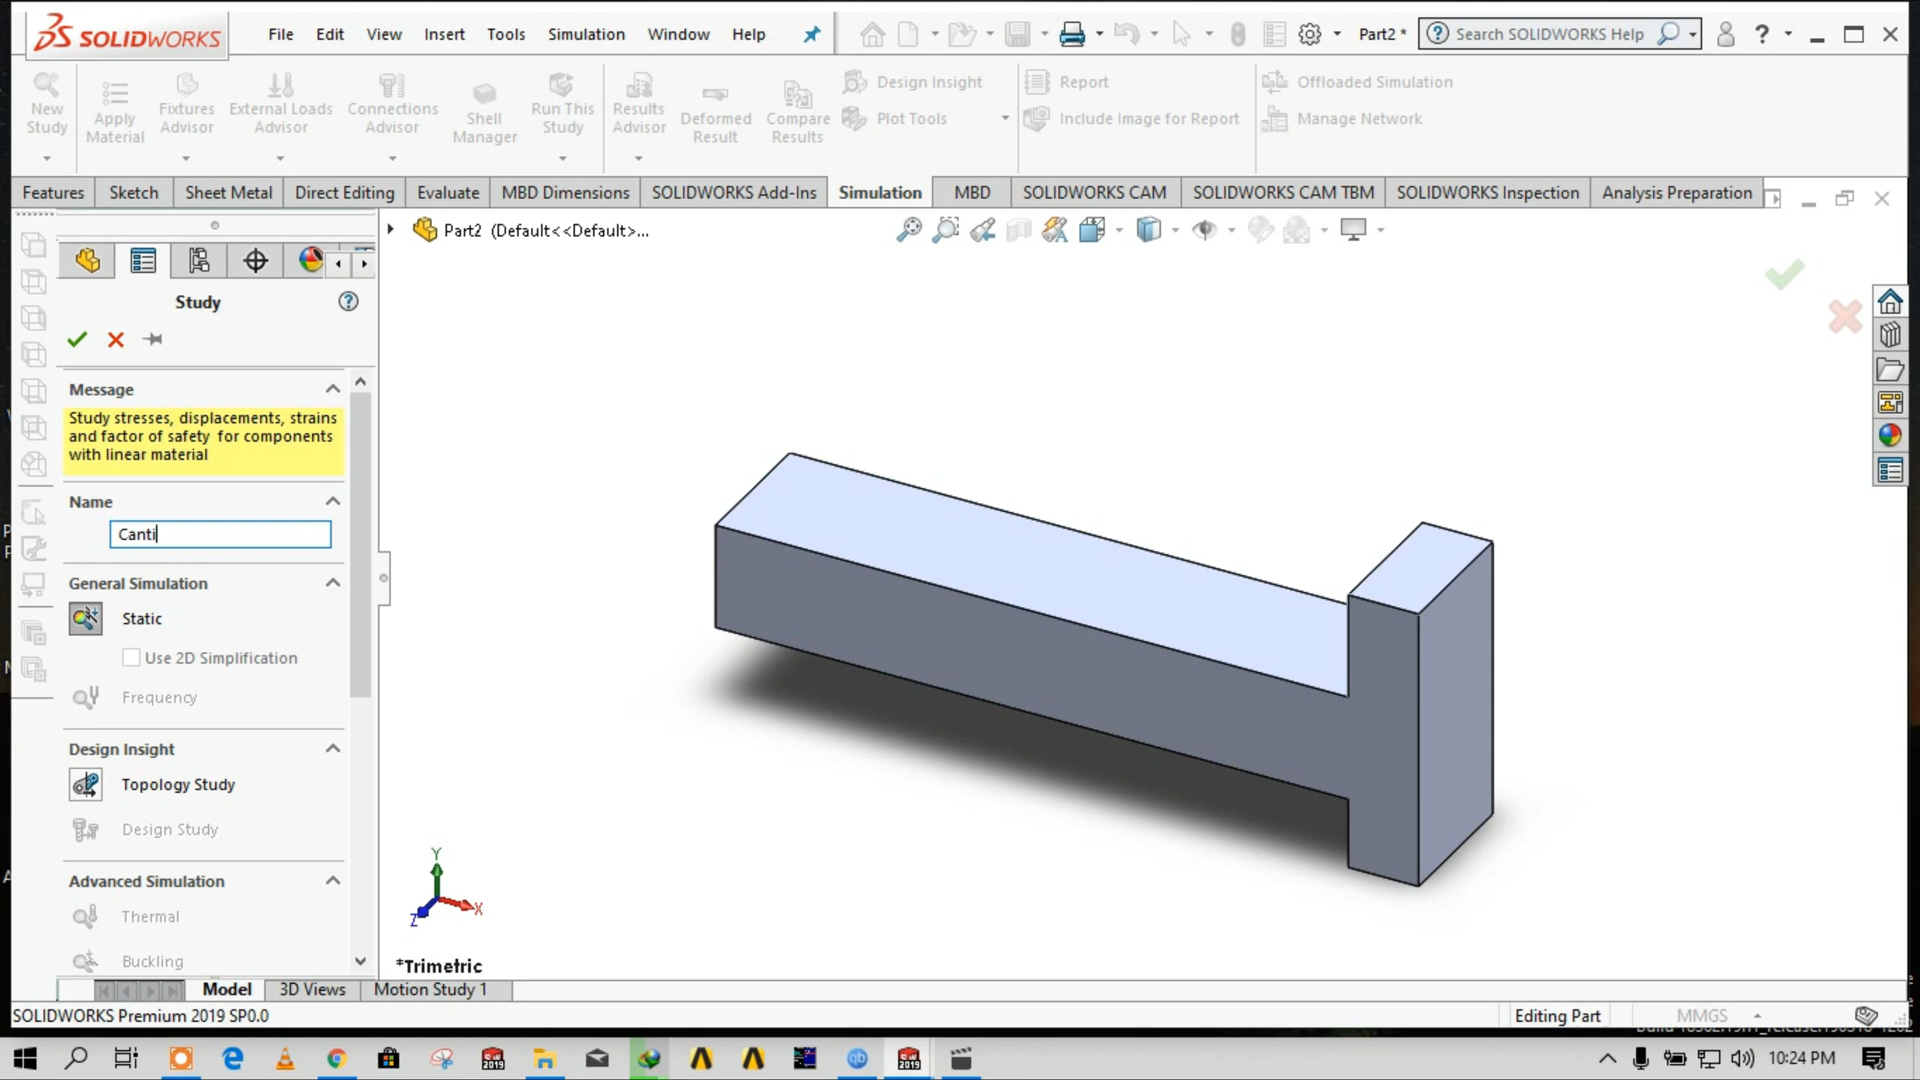 SOLIDWORKS File Edit View Insert Tools Simulation Window Help Part2 * Search SOLIDWORKS Help ?
New Study
Apply Material
Fixtures Advisor
External Loads Advisor
Connections Advisor
Shell Manager
Run This Study
Results Advisor
Deformed Result
Compare Results
Design Insight
Plot Tools
Report
Include Image for Report
Offloaded Simulation
Manage Network
Features Sketch Sheet Metal Direct Editing Evaluate MBD Dimensions SOLIDWORKS Add-Ins Simulation MBD SOLIDWORKS CAM SOLIDWORKS CAM TBM SOLIDWORKS Inspection Analysis Preparation
Part2 (Default<<Default>...
Study ?
Message
Study stresses, displacements, strains
and factor of safety for components
with linear material
Name
Canti
General Simulation
Static
Use 2D Simplification
Frequency
Design Insight
Topology Study
Design Study
Advanced Simulation
Thermal
Buckling
Y
X
Z
*Trimetric
Model 3D Views Motion Study 1
SOLIDWORKS Premium 2019 SP0.0 Editing Part MMGS
10:24 PM